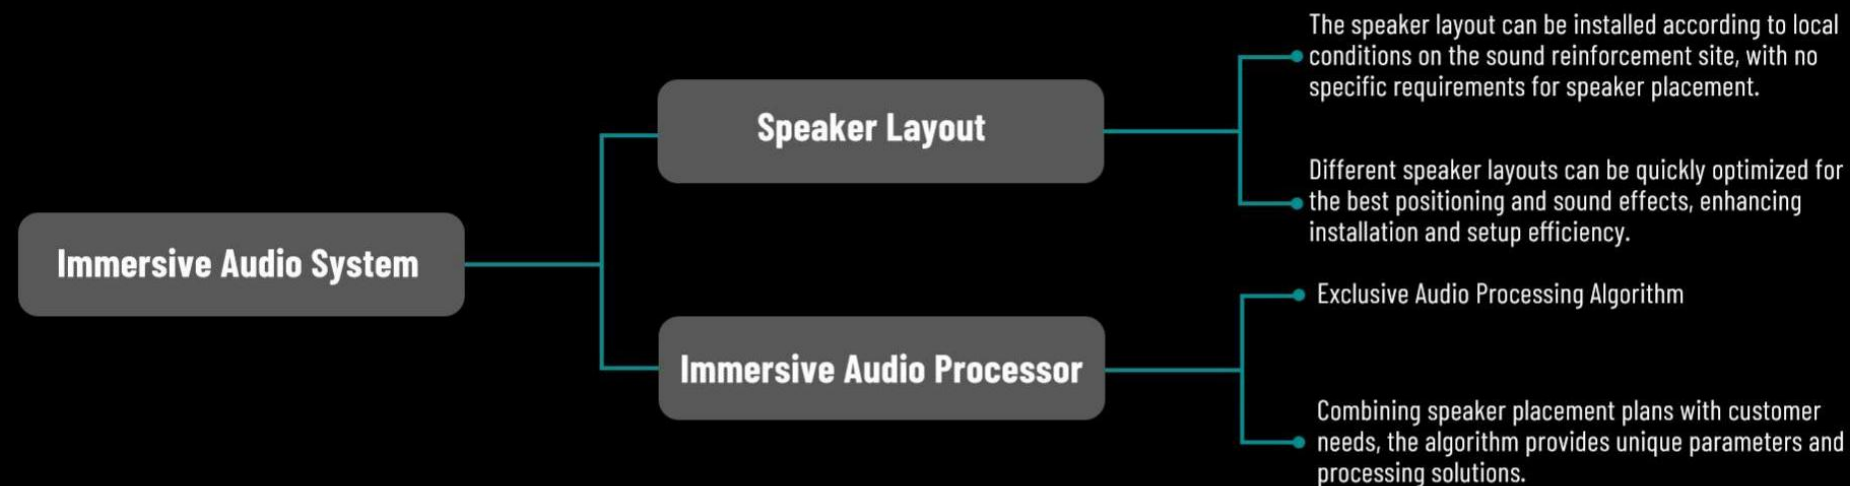 The speaker layout can be installed according to local
conditions on the sound reinforcement site, with no
specific requirements for speaker placement.
Speaker Layout
Different speaker layouts can be quickly optimized for
the best positioning and sound effects, enhancing
installation and setup efficiency.
Immersive Audio System
Exclusive Audio Processing Algorithm
Immersive Audio Processor
Combining speaker placement plans with customer
needs, the algorithm provides unique parameters and
processing solutions.